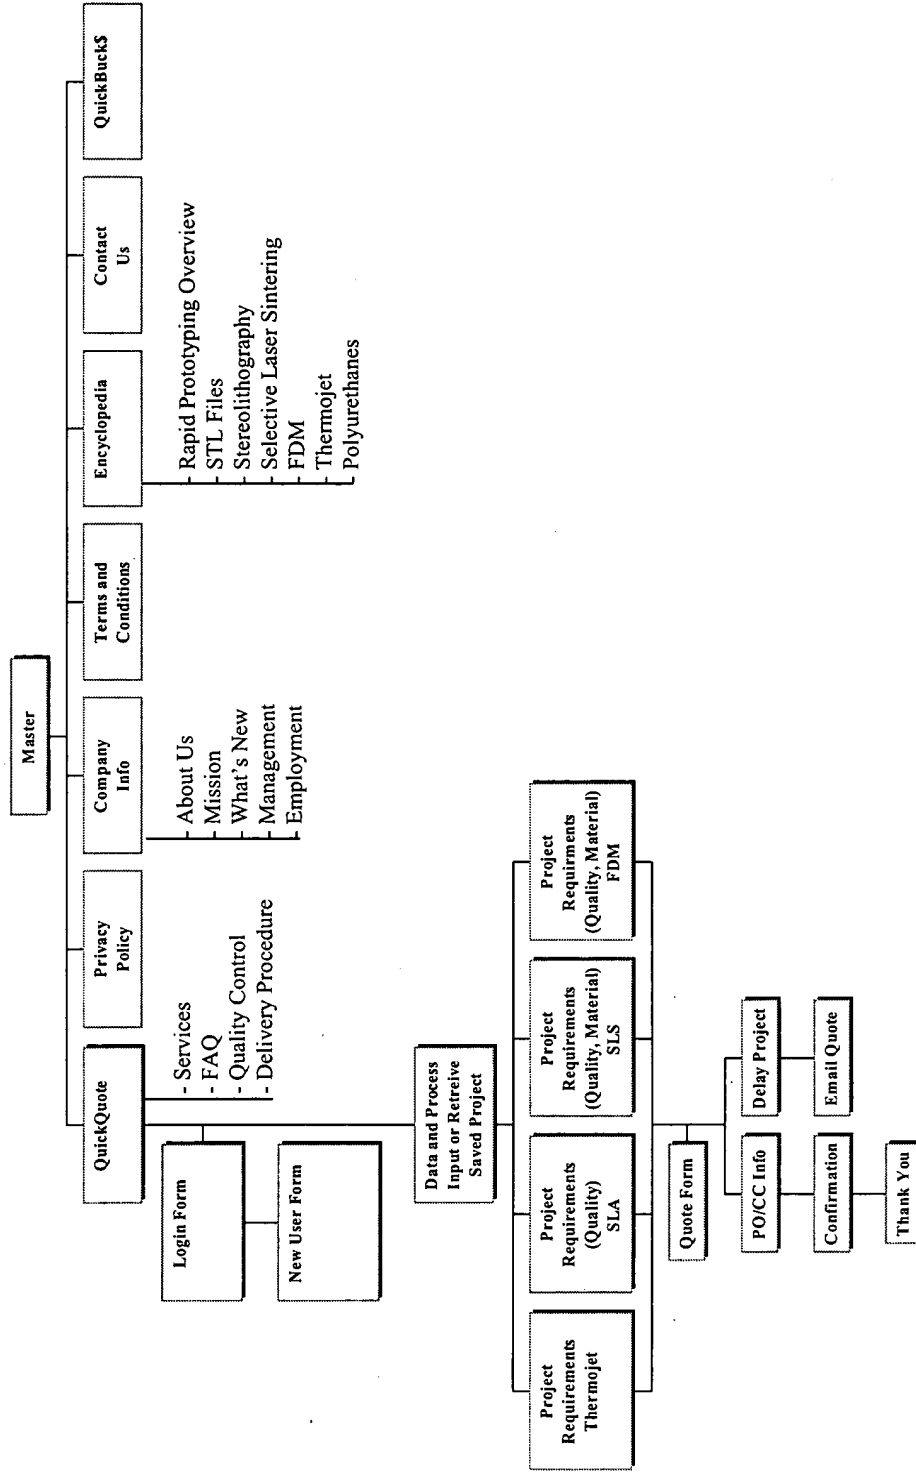 Master
QuickQuote
Privacy
Policy
Company
Info
Terms and
Conditions
Encyclopedia
Contact
Us
QuickBuck$
- Services
- FAQ
- Quality Control
- Delivery Procedure
About Us
Mission
What's New
Management
Employment
Rapid Prototyping Overview
STL Files
Stereolithography
Selective Laser Sintering
FDM
Thermojet
Polyurethanes
Login Form
New User Form
Data and Process
Input or Retreive
Saved Project
Project
Requirements
Thermojet
Project
Requirements
(Quality)
SLA
Project
Requirements
(Quality, Material)
SLS
Project
Requirments
(Quality, Material)
FDM
Quote Form
PO/CC Info
Delay Project
Confirmation
Email Quote
Thank You